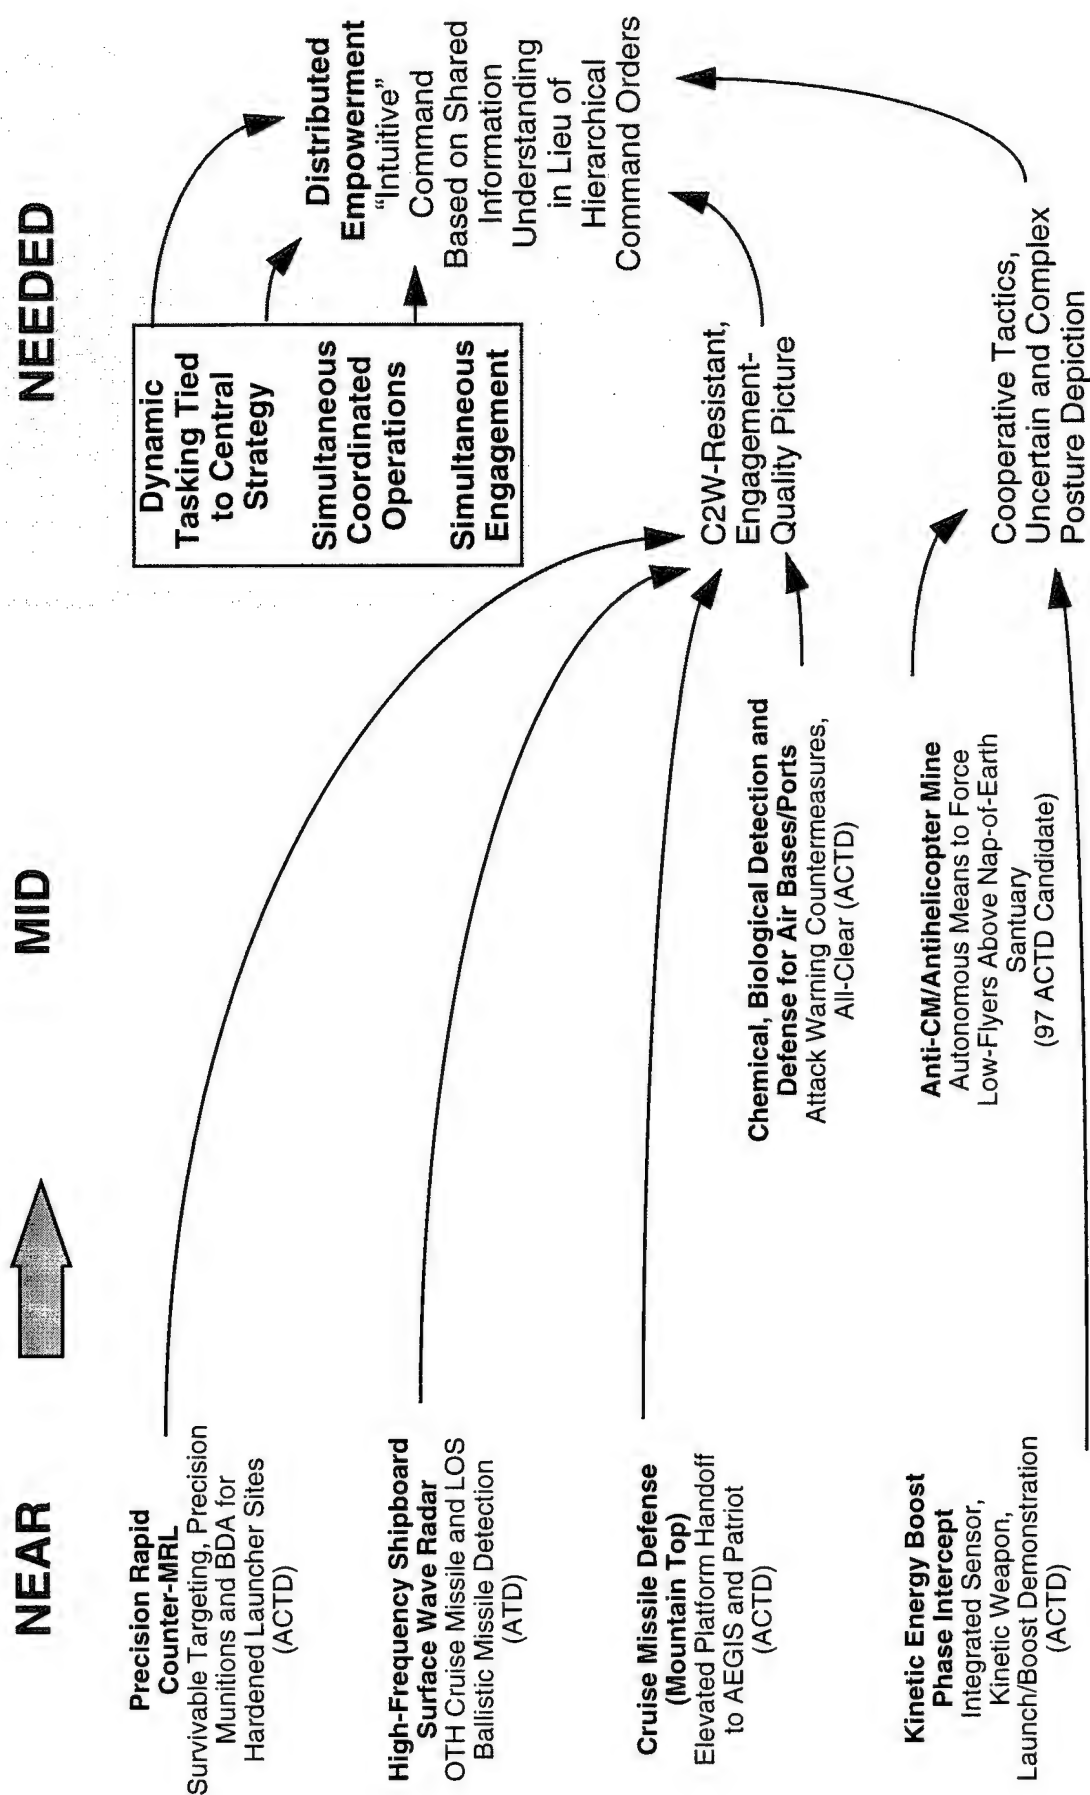 NEAR
MID
NEEDED
Precision Rapid
Counter-MRL
Survivable Targeting, Precision
Munitions and BDA for
Hardened Launcher Sites
(ACTD)
High-Frequency Shipboard
Surface Wave Radar
OTH Cruise Missile and LOS
Ballistic Missile Detection
(ATD)
Cruise Missile Defense
(Mountain Top)
Elevated Platform Handoff
to AEGIS and Patriot
(ACTD)
Kinetic Energy Boost
Phase Intercept
Integrated Sensor,
Kinetic Weapon,
Launch/Boost Demonstration
(ACTD)
Chemical, Biological Detection and
Defense for Air Bases/Ports
Attack Warning Countermeasures,
All-Clear (ACTD)
Anti-CM/Antihelicopter Mine
Autonomous Means to Force
Low-Flyers Above Nap-of-Earth
Santuary
(97 ACTD Candidate)
Dynamic
Tasking Tied
to Central
Strategy
Simultaneous
Coordinated
Operations
Simultaneous
Engagement
C2W-Resistant,
Engagement-
Quality Picture
Cooperative Tactics,
Uncertain and Complex
Posture Depiction
Distributed
Empowerment
“Intuitive”
Command
Based on Shared
Information
Understanding
in Lieu of
Hierarchical
Command Orders